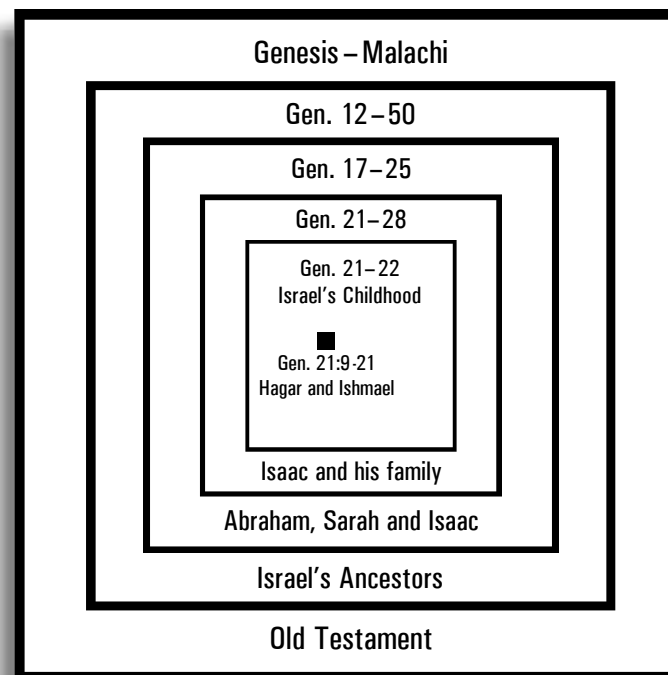 Genesis – Malachi
Gen. 12–50
Gen. 17–25
Gen. 21–28
Gen. 21–22
Israel's Childhood
Gen. 21:9-21
Hagar and Ishmael
Isaac and his family
Abraham, Sarah and Isaac
Israel's Ancestors
Old Testament